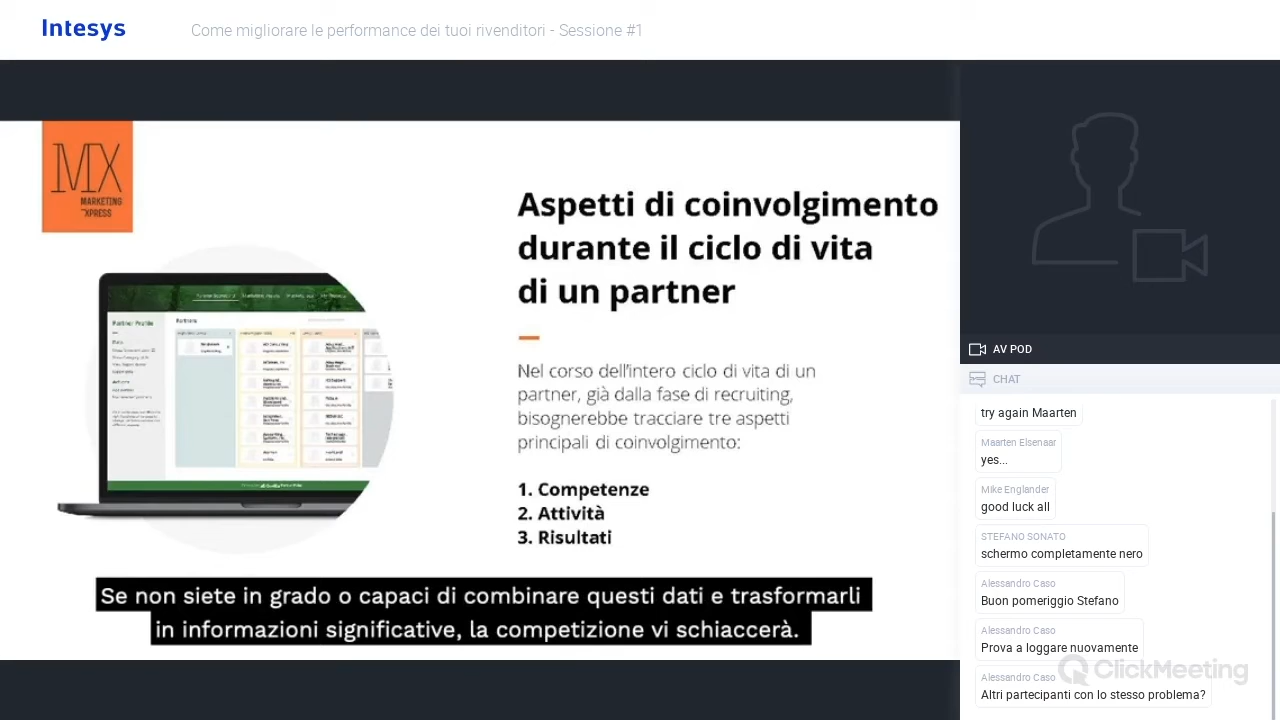 Intesys
Come migliorare le performance dei tuoi rivenditori - Sessione #1
MX
MARKETING
XPRESS
Aspetti di coinvolgimento
durante il ciclo di vita
di un partner
Nel corso dell'intero ciclo di vita di un
partner, già dalla fase di recruiting,
bisognerebbe tracciare tre aspetti
principali di coinvolgimento:
1. Competenze
2. Attività
3. Risultati
Partner Profile
Partners
Se non siete in grado o capaci di combinare questi dati e trasformarli
in informazioni significative, la competizione vi schiaccerà.
AV POD
CHAT
try again Maarten
Maarten Elsenaar
yes...
Mike Englander
good luck all
STEFANO SONATO
schermo completamente nero
Alessandro Caso
Buon pomeriggio Stefano
Alessandro Caso
Prova a loggare nuovamente
Alessandro Caso
Altri partecipanti con lo stesso problema?
ClickMeeting